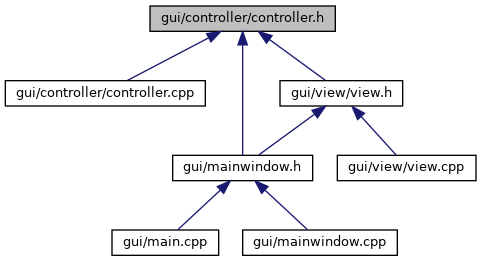 gui/controller/controller.h
gui/controller/controller.cpp
gui/view/view.h
gui/mainwindow.h
gui/view/view.cpp
gui/main.cpp
gui/mainwindow.cpp